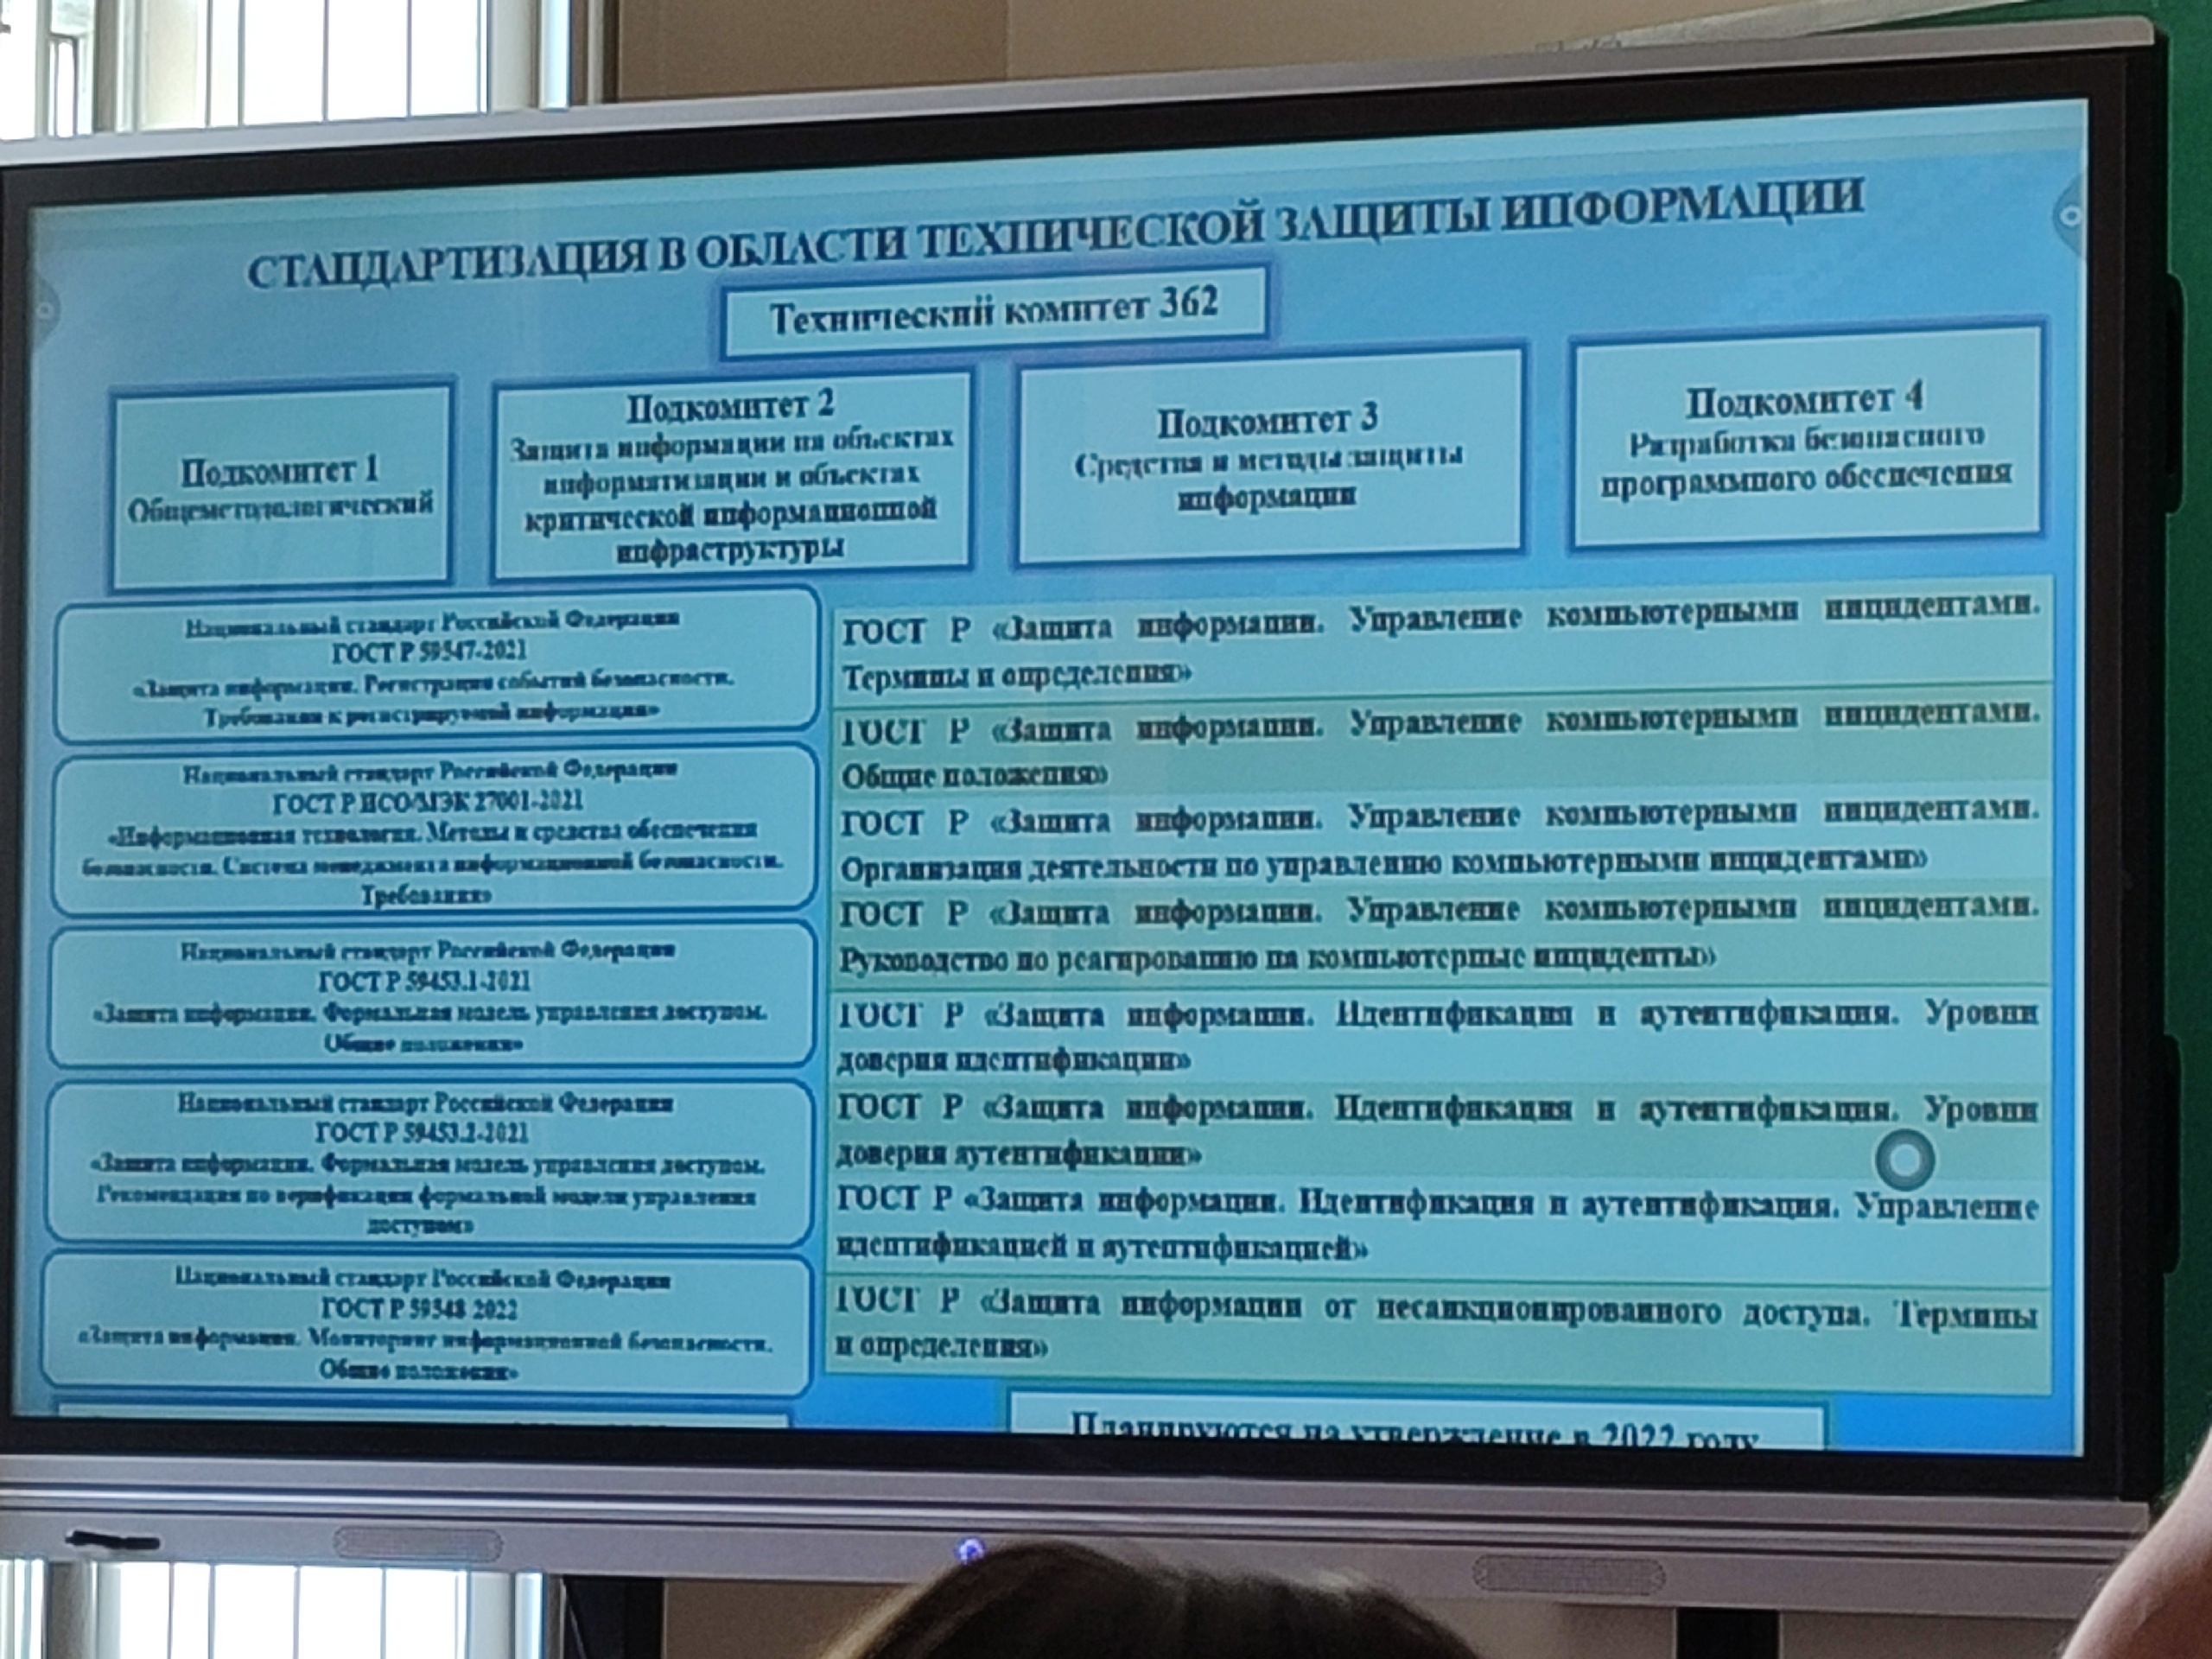 СТАНДАРТИЗАЦИЯ В ОБЛАСТИ ТЕХНИЧЕСКОЙ ЗАЩИТЫ ИНФОРМАЦИИ
Технический комитет 362
Подкомитет 1
Общеметодологический
Подкомитет 2
Защита информации на объектах
информатизации и объектах
критической информационной
инфраструктуры
Подкомитет 3
Средства и методы защиты
информации
Подкомитет 4
Разработка безопасного
программного обеспечения
Национальный стандарт Российской Федерации
ГОСТ Р 59547-2021
«Защита информации. Регистрация событий безопасности.
Требования к регистрируемой информации»
Национальный стандарт Российской Федерации
ГОСТ Р ИСО/МЭК 27001-2021
«Информационная технология. Методы и средства обеспечения
безопасности. Система менеджмента информационной безопасности.
Требования»
Национальный стандарт Российской Федерации
ГОСТ Р 59453.1-2021
«Защита информации. Формальная модель управления доступом.
Общие положения»
Национальный стандарт Российской Федерации
ГОСТ Р 59453.2-2021
«Защита информации. Формальная модель управления доступом.
Рекомендации по верификации формальной модели управления
доступом»
Национальный стандарт Российской Федерации
ГОСТ Р 59548 2022
«Защита информации. Мониторинг информационной безопасности.
Общие положения»
ГОСТ Р «Защита информации. Управление компьютерными инцидентами.
Термины и определения»
ГОСТ Р «Защита информации. Управление компьютерными инцидентами.
Общие положения»
ГОСТ Р «Защита информации. Управление компьютерными инцидентами.
Организация деятельности по управлению компьютерными инцидентами»
ГОСТ Р «Защита информации. Управление компьютерными инцидентами.
Руководство по реагированию на компьютерные инциденты»
ГОСТ Р «Защита информации. Идентификация и аутентификация. Уровни
доверия идентификации»
ГОСТ Р «Защита информации. Идентификация и аутентификация. Уровни
доверия аутентификации»
ГОСТ Р «Защита информации. Идентификация и аутентификация. Управление
идентификацией и аутентификацией»
ГОСТ Р «Защита информации от несанкционированного доступа. Термины
и определения»
Планируются на утверждение в 2022 году